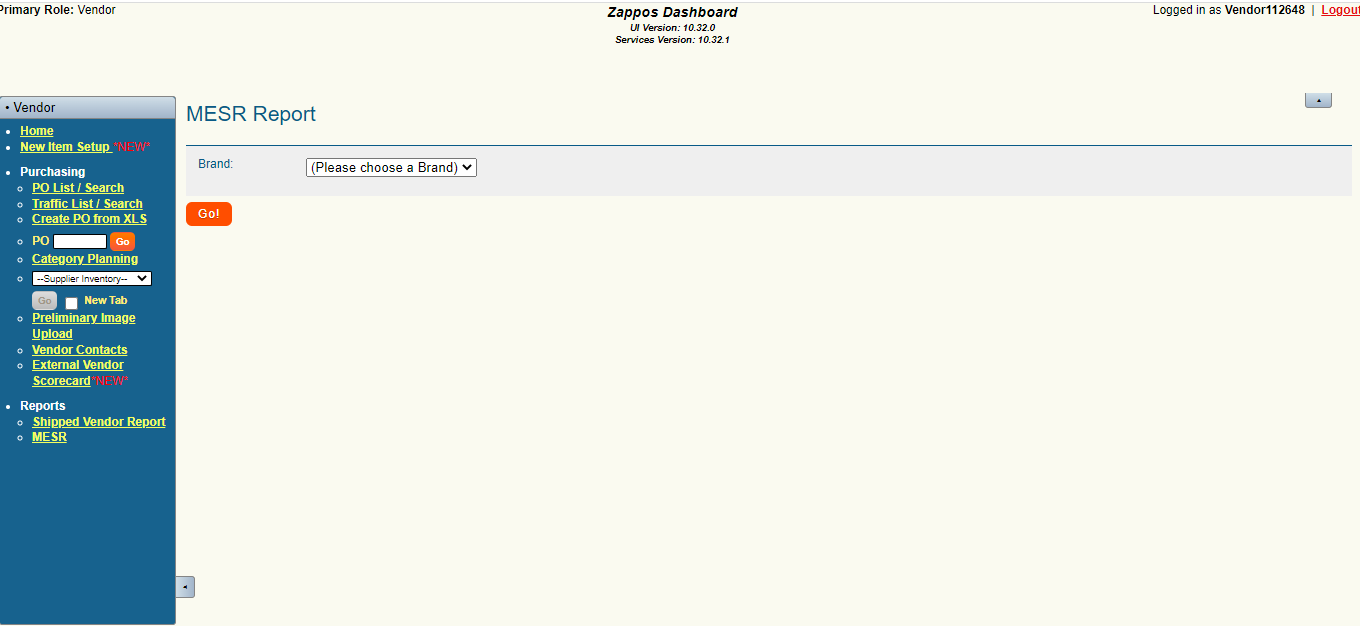 Primary Role: Vendor
Zappos Dashboard
UI Version: 10.32.0
Services Version: 10.32.1
Logged in as Vendor112648 | Logout
• Vendor
Home
New Item Setup *NEW*
Purchasing
PO List / Search
Traffic List / Search
Create PO from XLS
PO Go
Category Planning
--Supplier Inventory--
Go New Tab
Preliminary Image
Upload
Vendor Contacts
External Vendor
Scorecard *NEW*
Reports
Shipped Vendor Report
MESR
MESR Report
Brand: (Please choose a Brand)
Go!